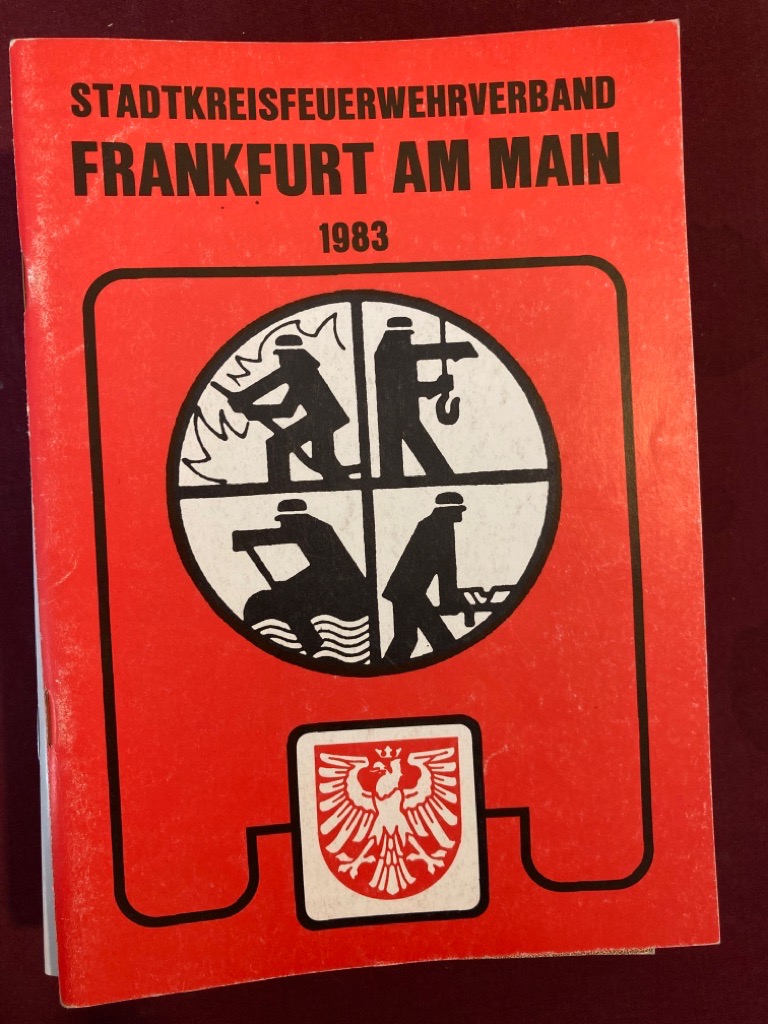 STADTKREISFEUERWEHRVERBAND
FRANKFURT AM MAIN
1983